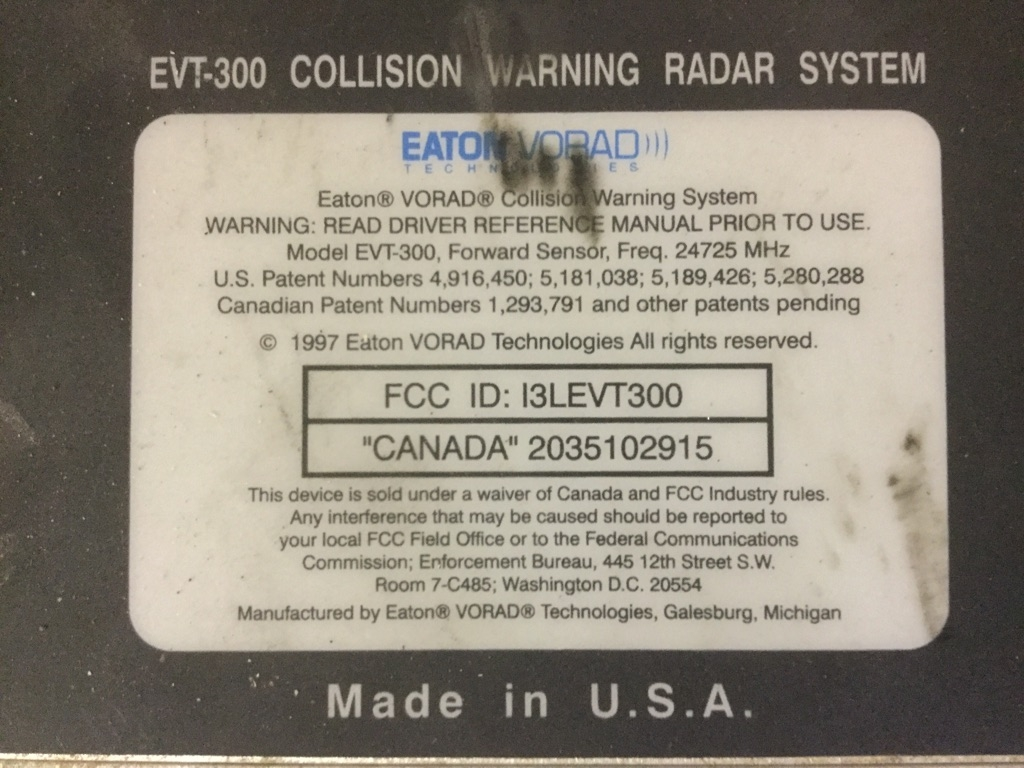 EVT-300 COLLISION WARNING RADAR SYSTEM
EATON VORAD)))
TECHNOLOGIES
Eaton® VORAD® Collision Warning System
WARNING: READ DRIVER REFERENCE MANUAL PRIOR TO USE.
Model EVT-300, Forward Sensor, Freq. 24725 MHz
U.S. Patent Numbers 4,916,450; 5,181,038; 5,189,426; 5,280,288
Canadian Patent Numbers 1,293,791 and other patents pending
© 1997 Eaton VORAD Technologies All rights reserved.
FCC ID: I3LEVT300
"CANADA" 2035102915
This device is sold under a waiver of Canada and FCC Industry rules.
Any interference that may be caused should be reported to
your local FCC Field Office or to the Federal Communications
Commission; Enforcement Bureau, 445 12th Street S.W.
Room 7-C485; Washington D.C. 20554
Manufactured by Eaton® VORAD® Technologies, Galesburg, Michigan
Made in U.S.A.